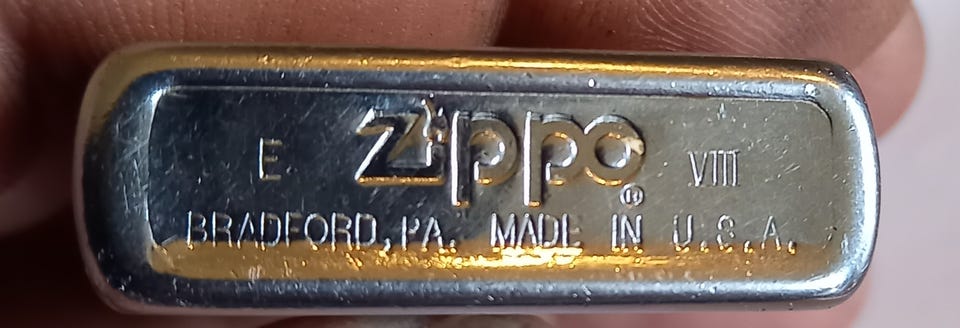 E Zippo® VIII
BRADFORD, PA. MADE IN U.S.A.